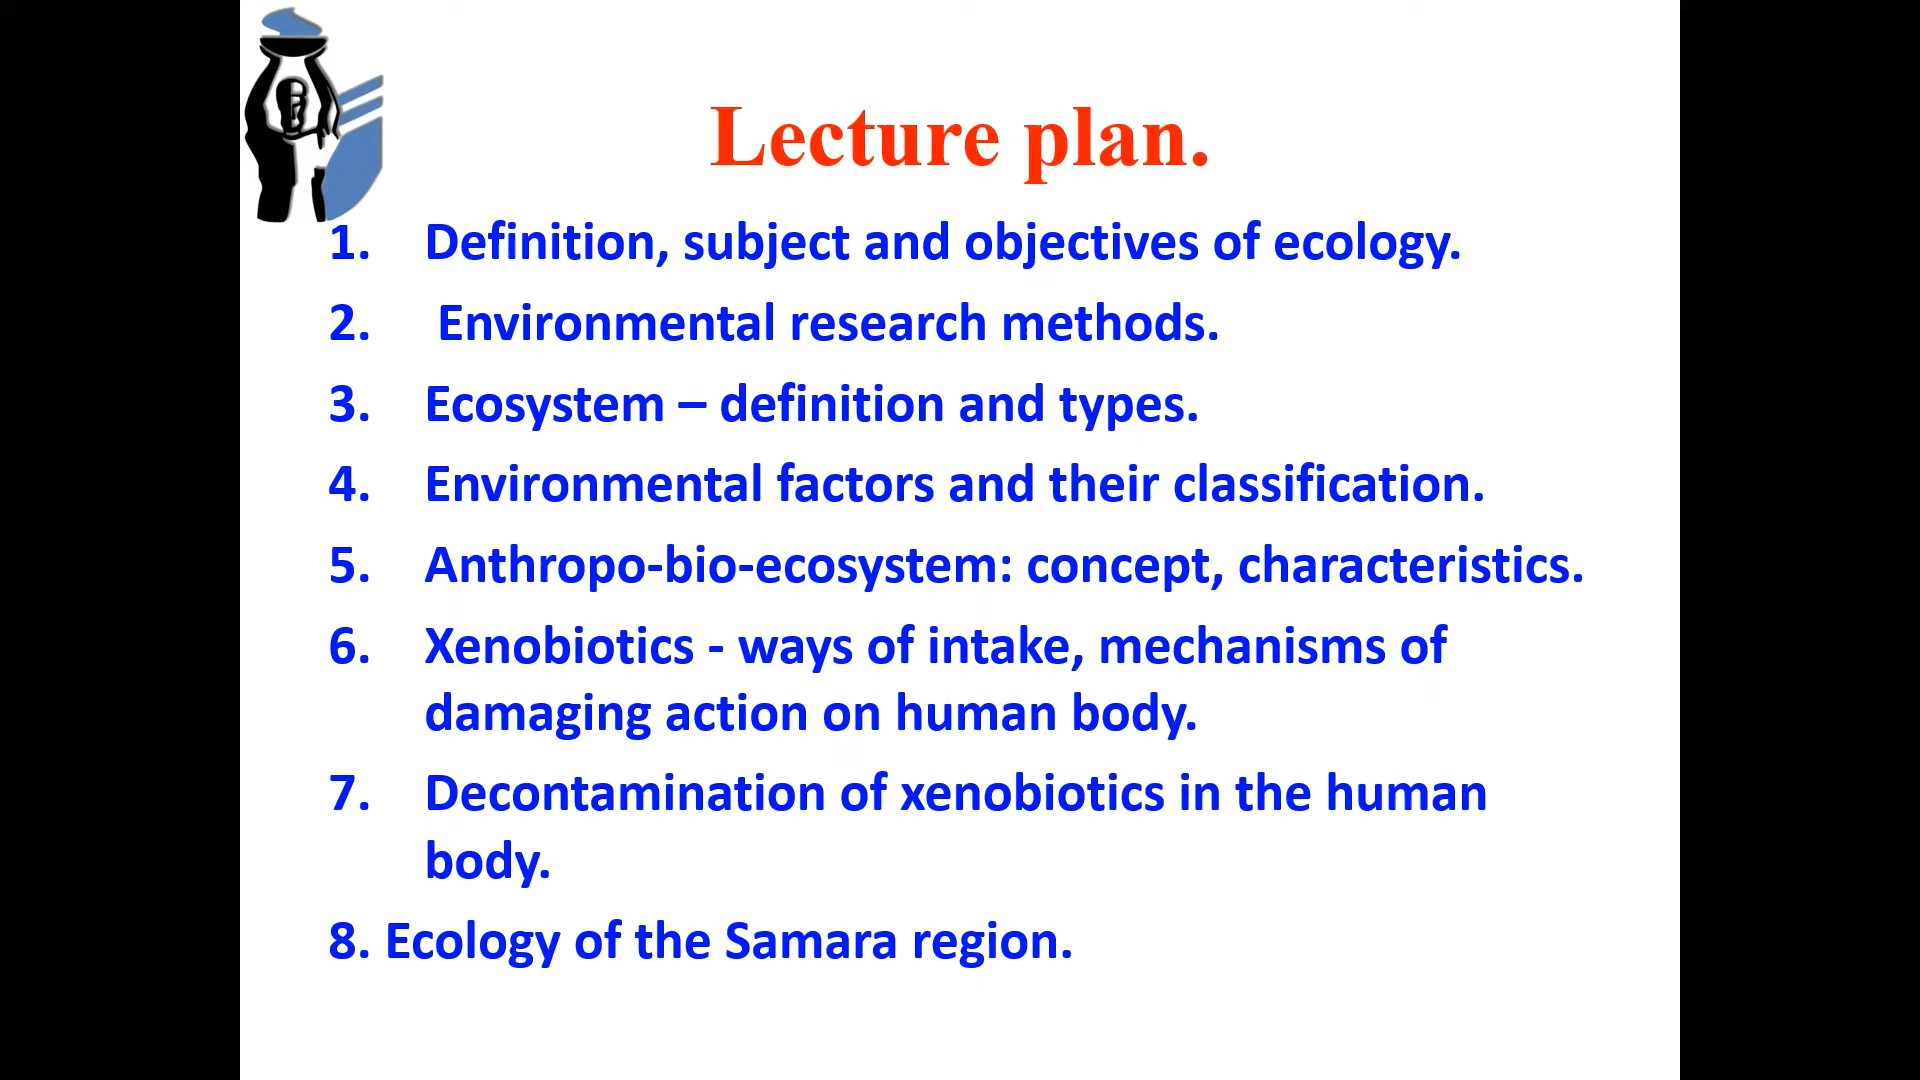 Lecture plan.
1. Definition, subject and objectives of ecology.
2. Environmental research methods.
3. Ecosystem – definition and types.
4. Environmental factors and their classification.
5. Anthropo-bio-ecosystem: concept, characteristics.
6. Xenobiotics - ways of intake, mechanisms of
damaging action on human body.
7. Decontamination of xenobiotics in the human
body.
8. Ecology of the Samara region.